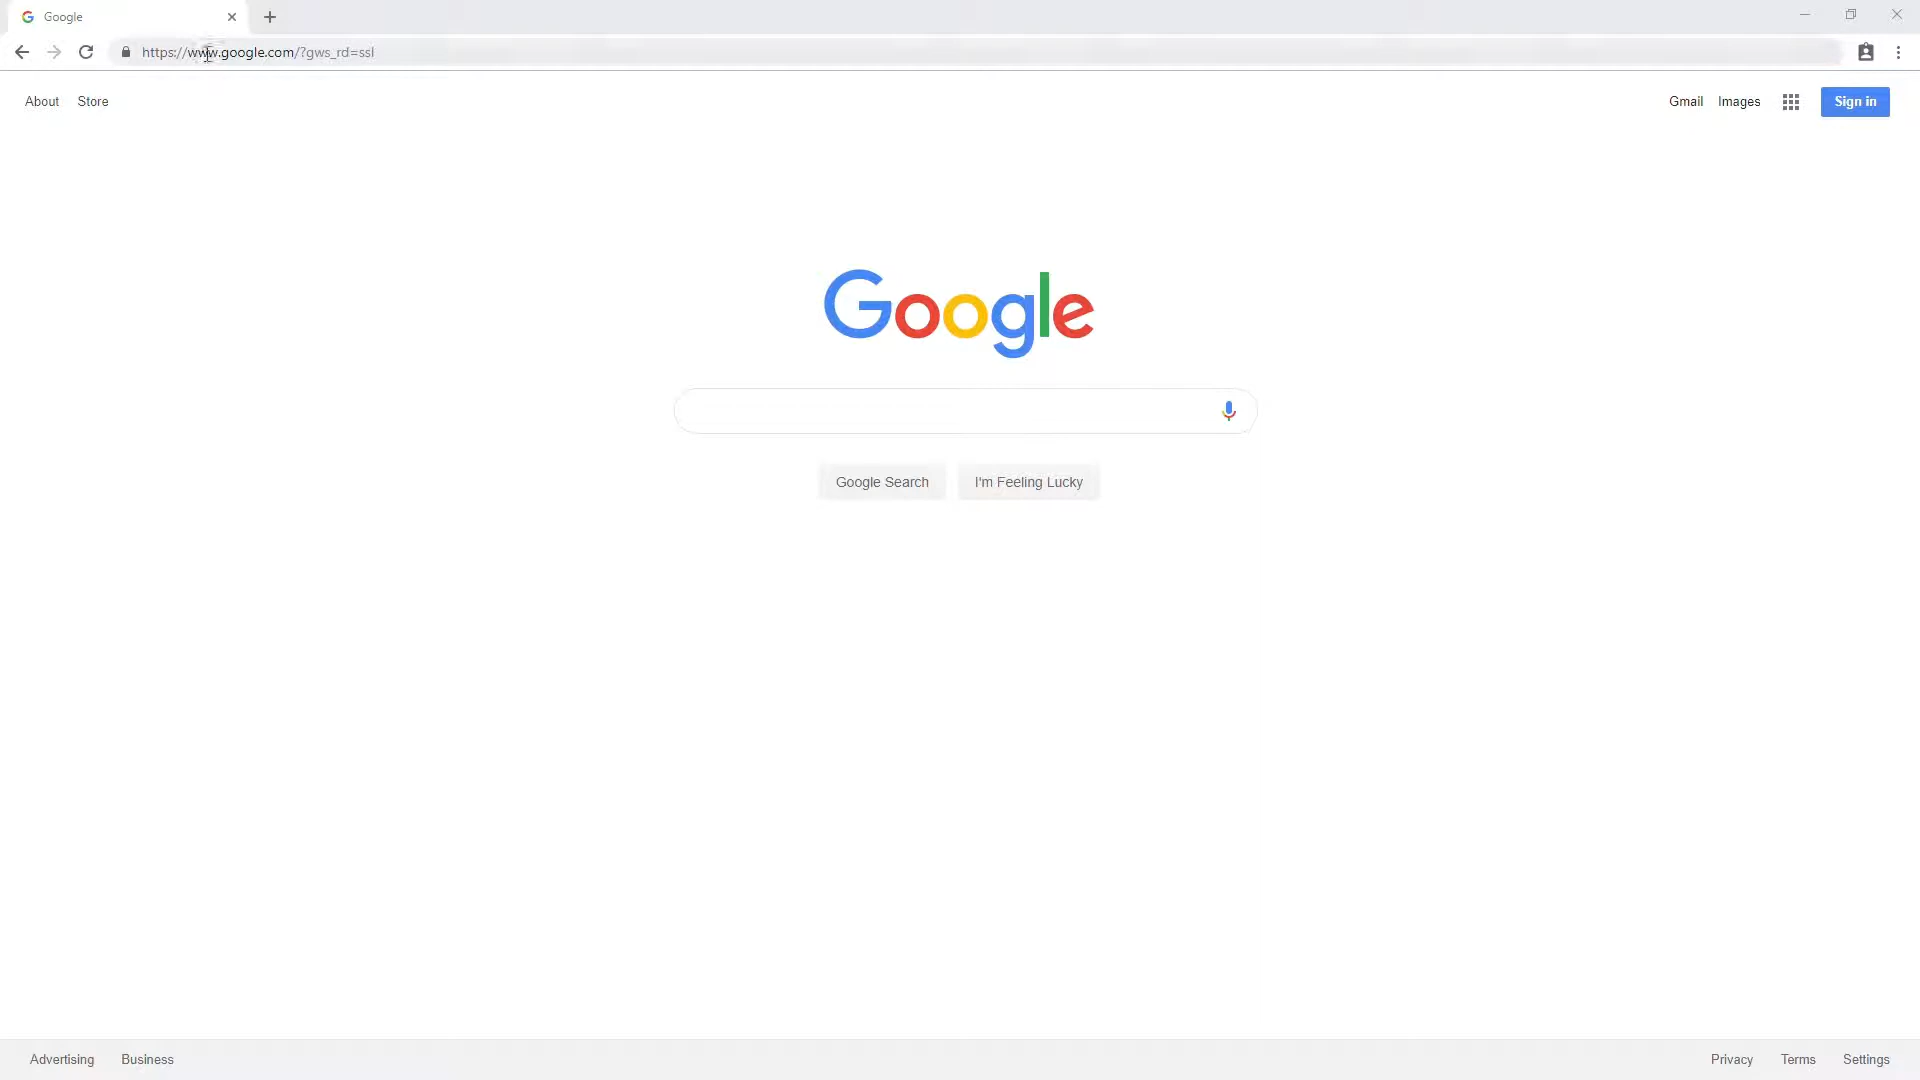 Google
https://www.google.com/?gws_rd=ssl
About Store
Gmail Images Sign in
Google
Google Search I'm Feeling Lucky
Advertising Business
Privacy Terms Settings